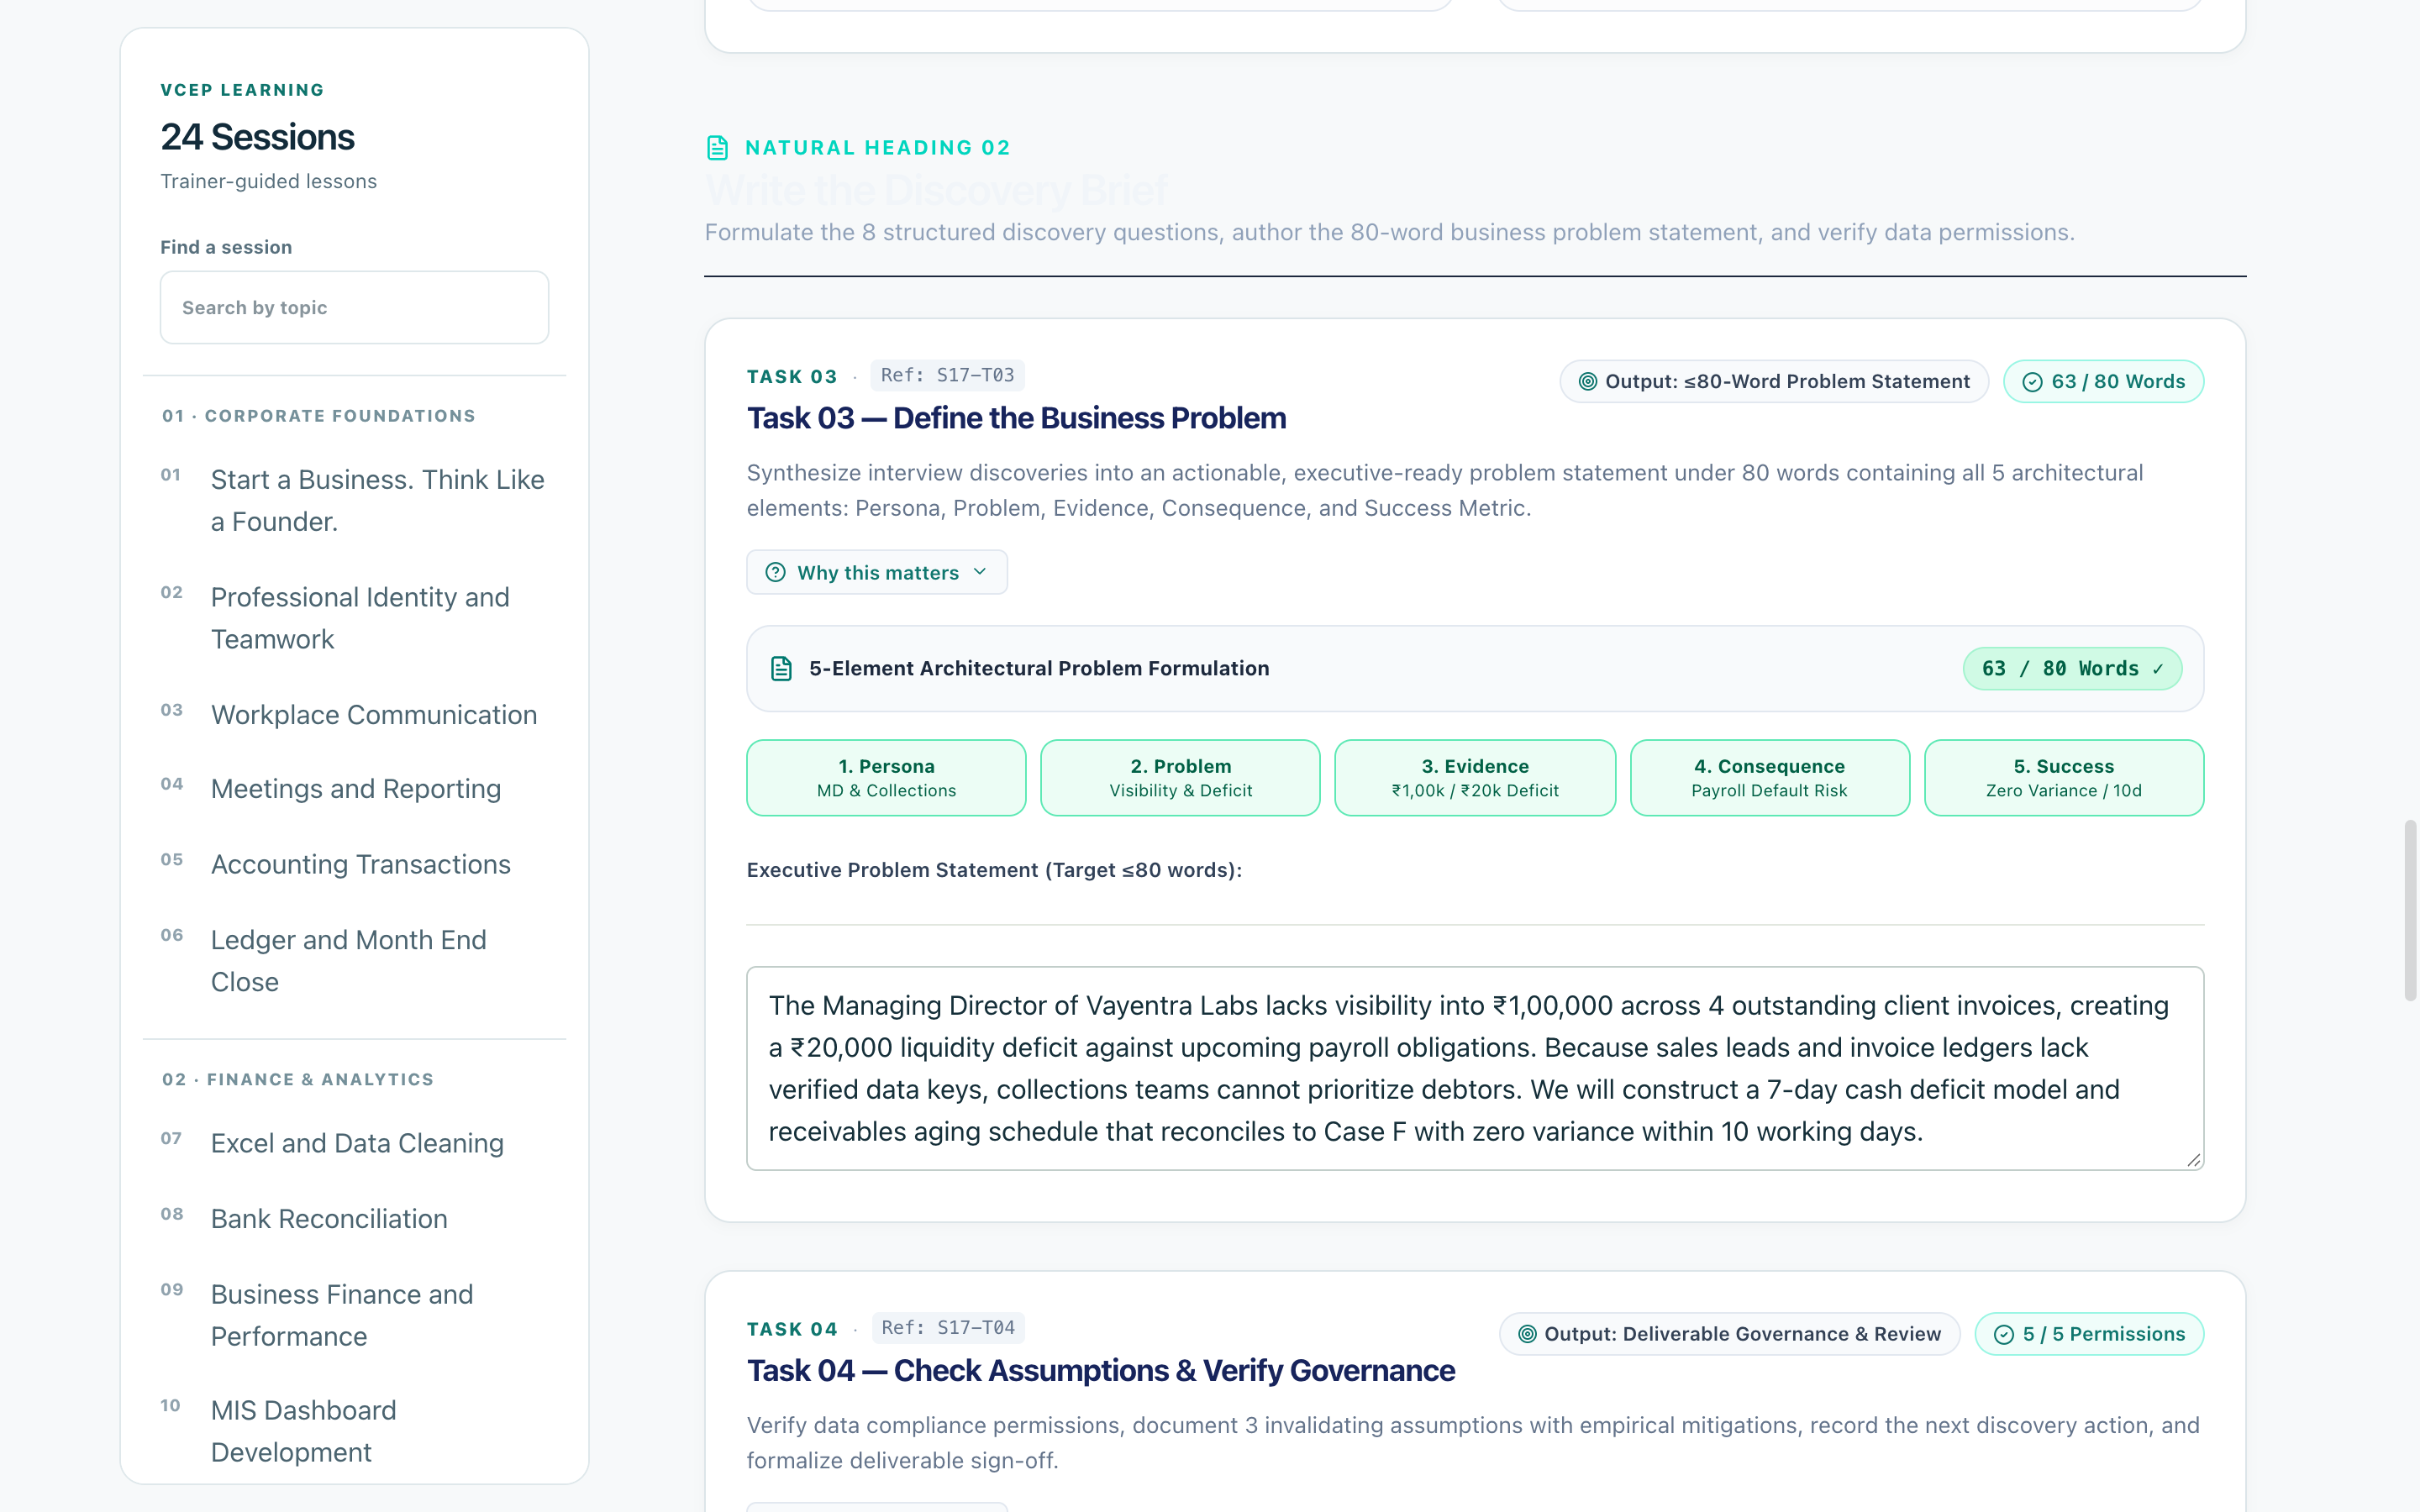 VCEP LEARNING
24 Sessions
Trainer-guided lessons
Find a session
Search by topic
01 · CORPORATE FOUNDATIONS
01 Start a Business. Think Like
a Founder.
02 Professional Identity and
Teamwork
03 Workplace Communication
04 Meetings and Reporting
05 Accounting Transactions
06 Ledger and Month End
Close
02 · FINANCE & ANALYTICS
07 Excel and Data Cleaning
08 Bank Reconciliation
09 Business Finance and
Performance
10 MIS Dashboard
Development
NATURAL HEADING 02
Write the Discovery Brief
Formulate the 8 structured discovery questions, author the 80-word business problem statement, and verify data permissions.
TASK 03 · Ref: S17-T03
Output: ≤80-Word Problem Statement
63 / 80 Words
Task 03 — Define the Business Problem
Synthesize interview discoveries into an actionable, executive-ready problem statement under 80 words containing all 5 architectural
elements: Persona, Problem, Evidence, Consequence, and Success Metric.
Why this matters
5-Element Architectural Problem Formulation
63 / 80 Words ✓
1. Persona
MD & Collections
2. Problem
Visibility & Deficit
3. Evidence
₹1,00k / ₹20k Deficit
4. Consequence
Payroll Default Risk
5. Success
Zero Variance / 10d
Executive Problem Statement (Target ≤80 words):
The Managing Director of Vayentra Labs lacks visibility into ₹1,00,000 across 4 outstanding client invoices, creating
a ₹20,000 liquidity deficit against upcoming payroll obligations. Because sales leads and invoice ledgers lack
verified data keys, collections teams cannot prioritize debtors. We will construct a 7-day cash deficit model and
receivables aging schedule that reconciles to Case F with zero variance within 10 working days.
TASK 04 · Ref: S17-T04
Output: Deliverable Governance & Review
5 / 5 Permissions
Task 04 — Check Assumptions & Verify Governance
Verify data compliance permissions, document 3 invalidating assumptions with empirical mitigations, record the next discovery action, and
formalize deliverable sign-off.